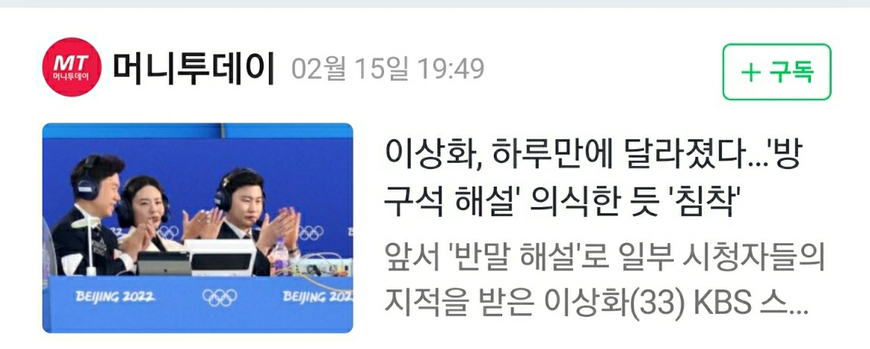 MT
머니투데이
머니투데이 02월 15일 19:49
+ 구독
이상화, 하루만에 달라졌다...'방
구석 해설' 의식한 듯 '침착'
앞서 '반말 해설'로 일부 시청자들의
지적을 받은 이상화(33) KBS 스...
BEIJING 2022
BEIJING 2022